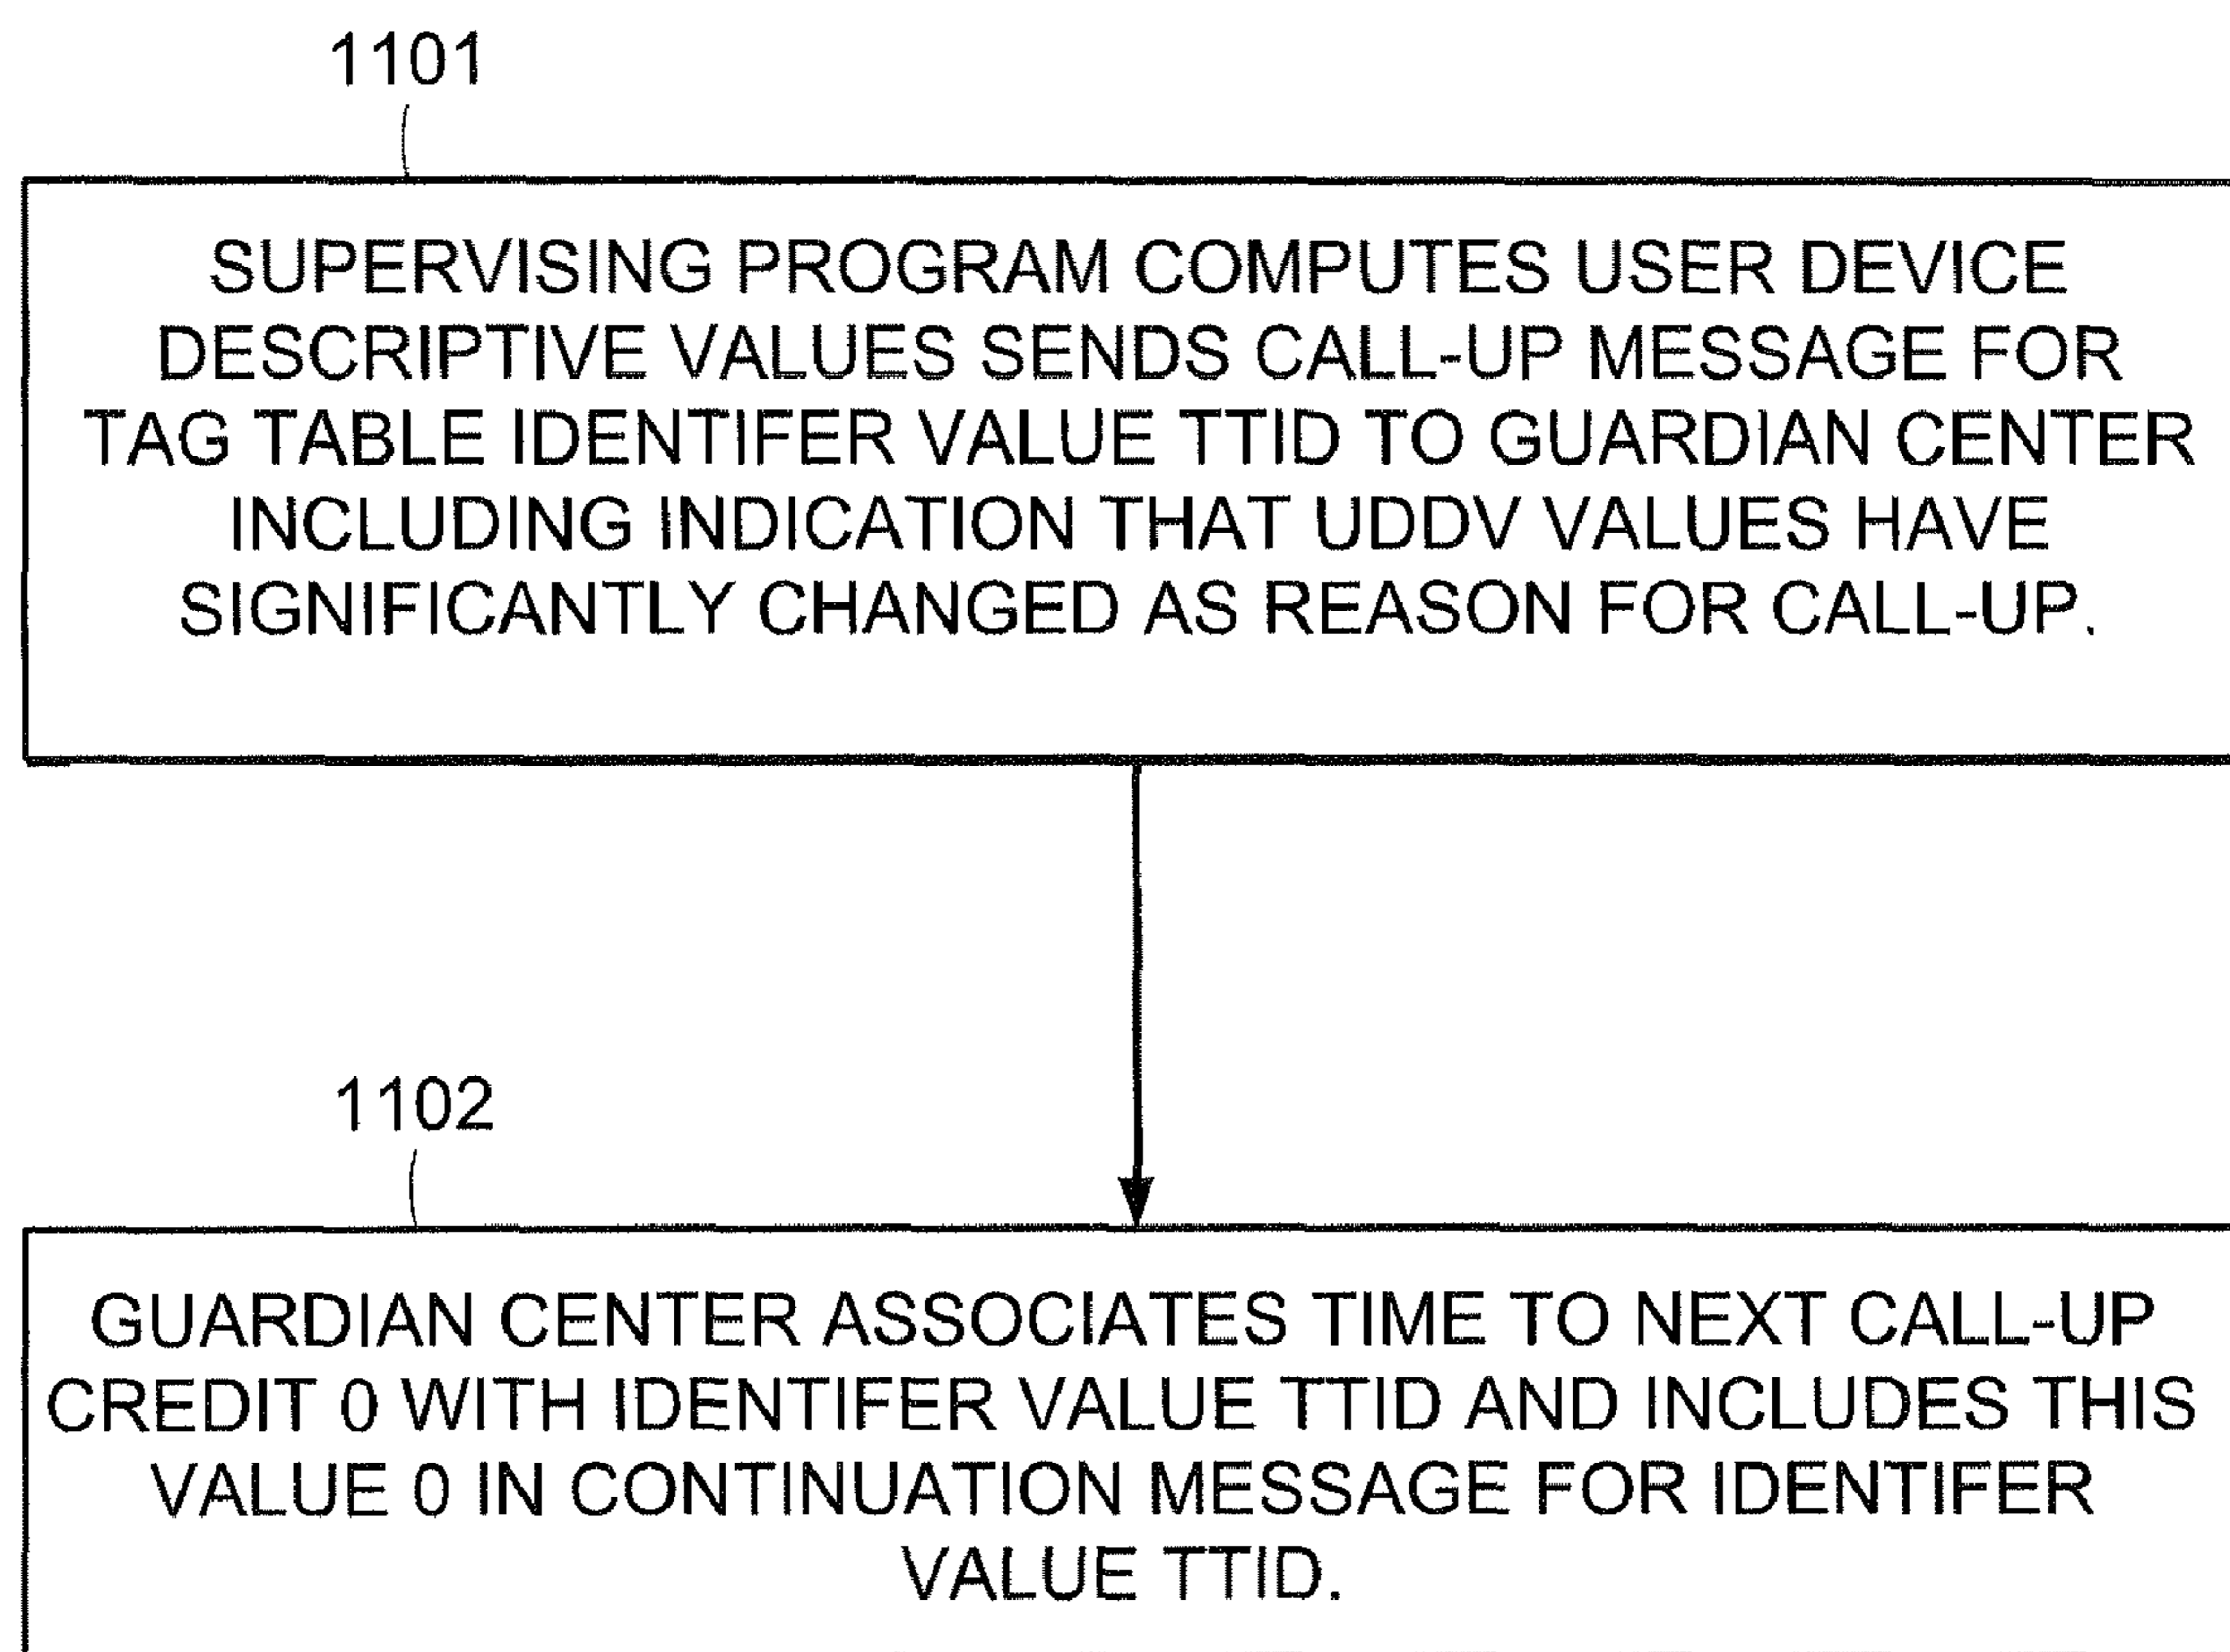 1101
SUPERVISING PROGRAM COMPUTES USER DEVICE
DESCRIPTIVE VALUES SENDS CALL-UP MESSAGE FOR
TAG TABLE IDENTIFER VALUE TTID TO GUARDIAN CENTER
INCLUDING INDICATION THAT UDDV VALUES HAVE
SIGNIFICANTLY CHANGED AS REASON FOR CALL-UP.
1102
GUARDIAN CENTER ASSOCIATES TIME TO NEXT CALL-UP
CREDIT 0 WITH IDENTIFER VALUE TTID AND INCLUDES THIS
VALUE 0 IN CONTINUATION MESSAGE FOR IDENTIFER
VALUE TTID.